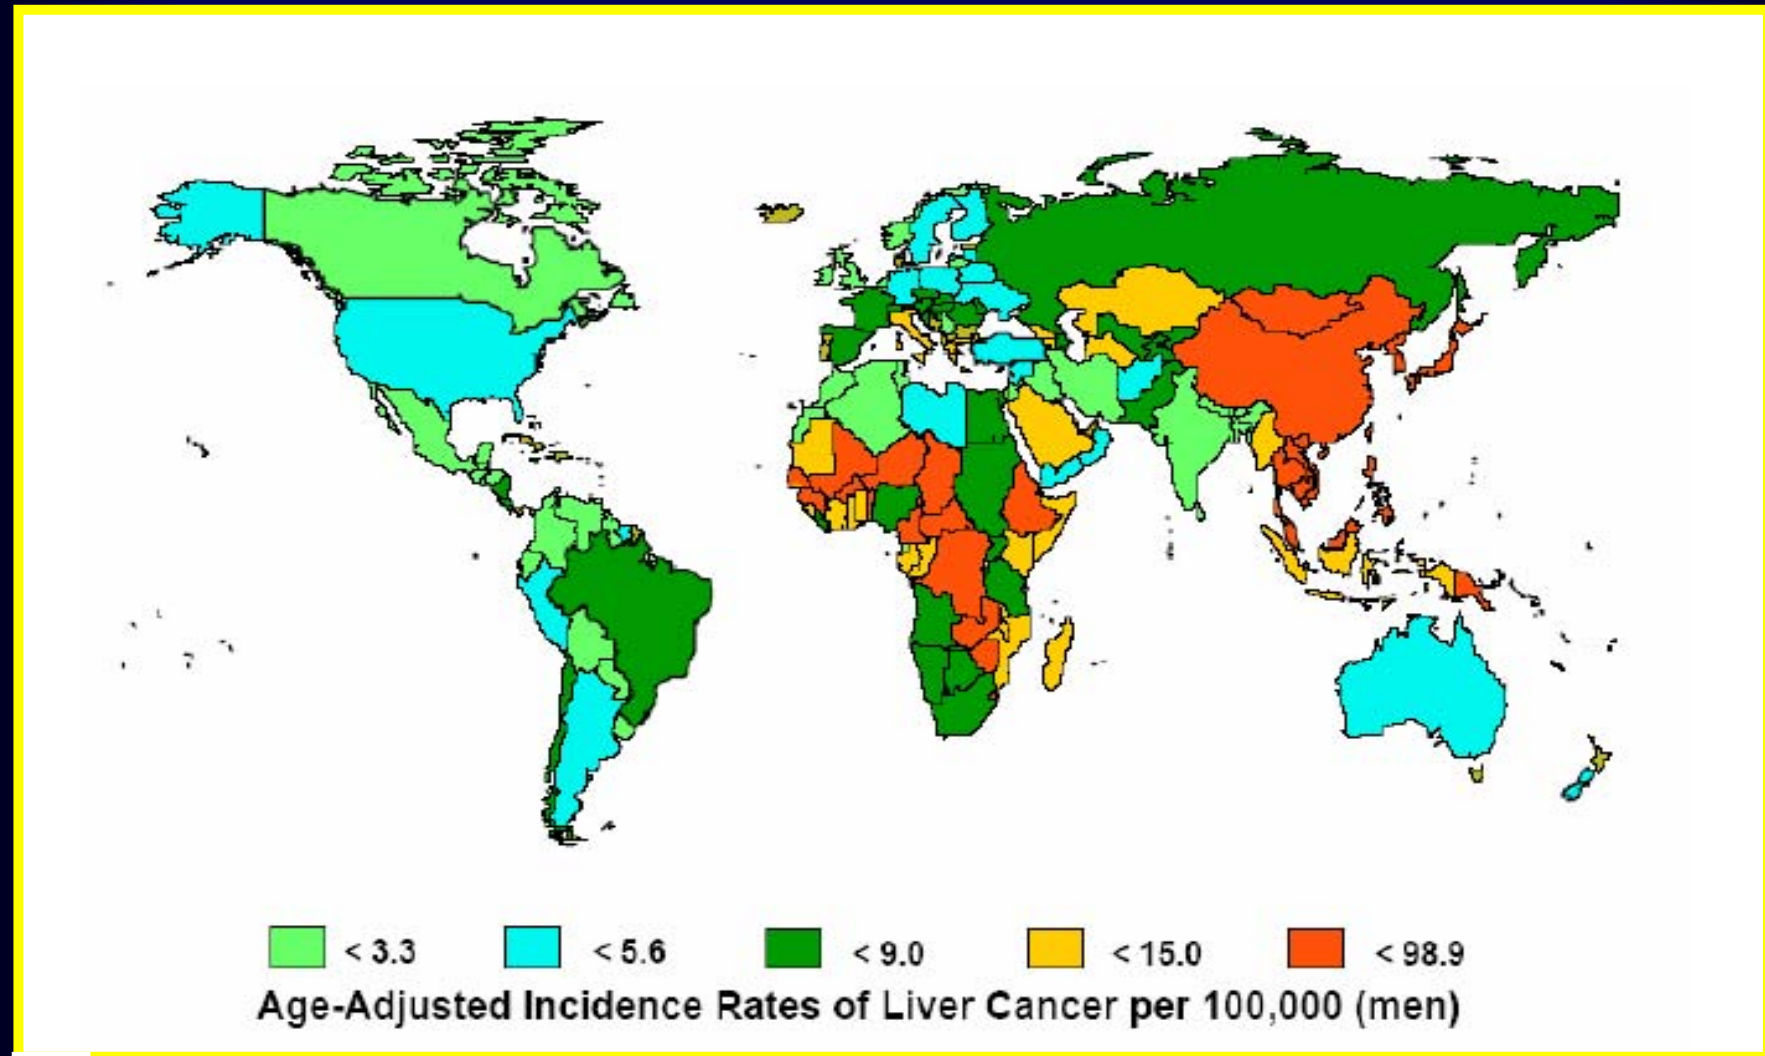 < 3.3 < 5.6 < 9.0 < 15.0 < 98.9
Age-Adjusted Incidence Rates of Liver Cancer per 100,000 (men)